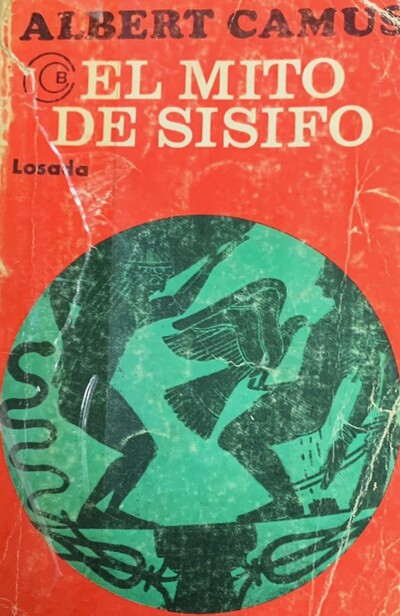 ALBERT CAMUS
B
EL MITO
DE SISIFO
Losada